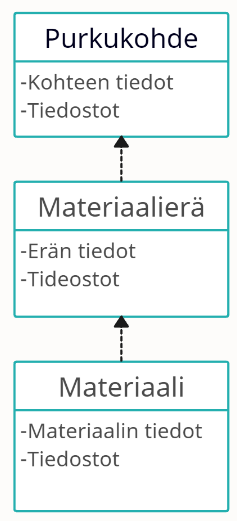 Purkukohde
-Kohteen tiedot
-Tiedostot
Materiaalierä
-Erän tiedot
-Tideostot
Materiaali
-Materiaalin tiedot
-Tiedostot